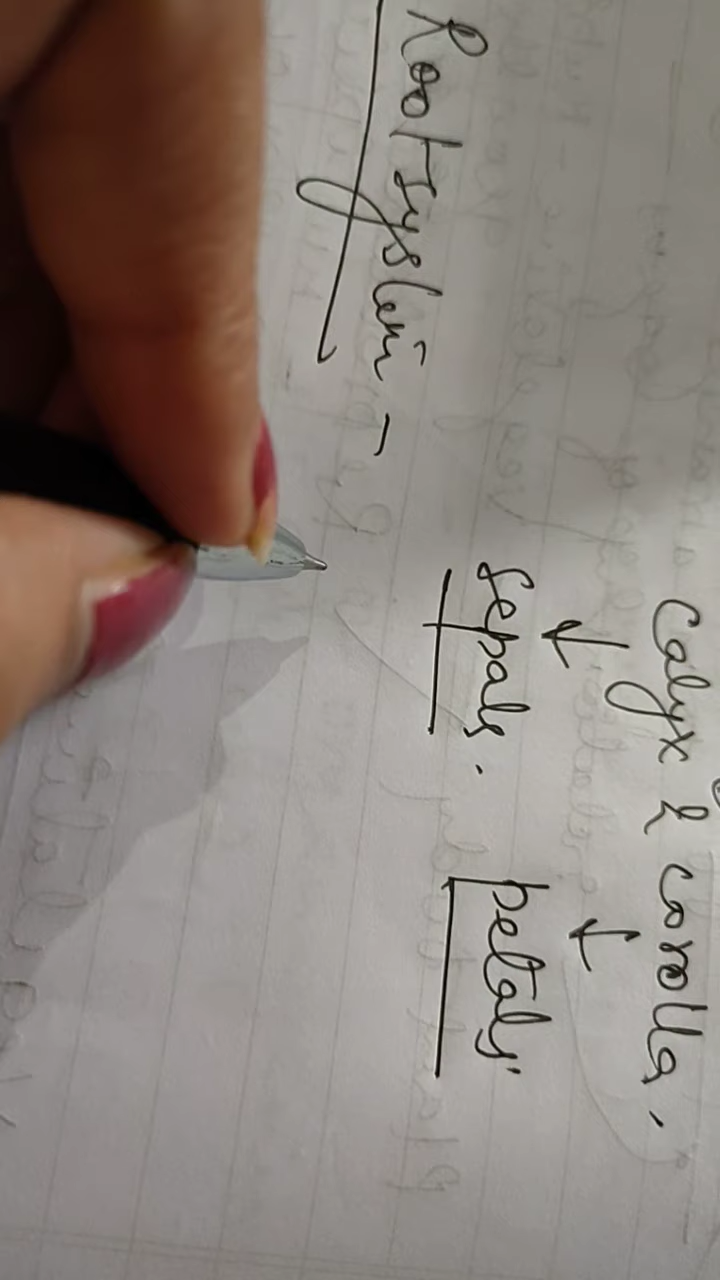 Calyx & corolla.
↓ ↓
Sepals. Petals.
Root system -